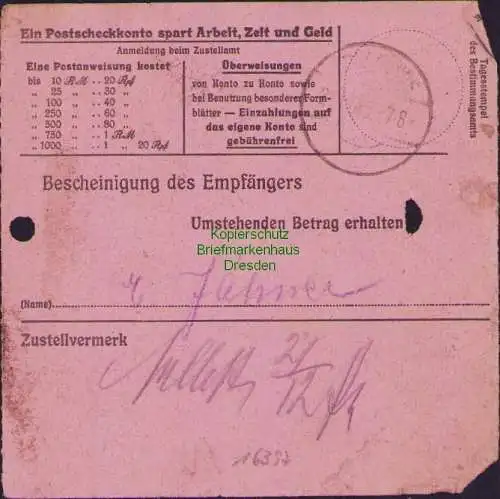 Ein Postscheckkonto spart Arbeit, Zeit und Geld
Anmeldung beim Zustellamt
Eine Postanweisung kostet
bis 10 RM .. 20 Rpf
„ 25 „ .. 30 „
„ 100 „ .. 40 „
„ 250 „ .. 60 „
„ 500 „ .. 80 „
„ 750 „ .. 1 RM
„ 1000 „ .. 1 „ 20 Rpf
Überweisungen
von Konto zu Konto sowie
bei Benutzung besonderer Form-
blätter — Einzahlungen auf
das eigene Konto sind
gebührenfrei
Tagesstempel
des Bestimmungsamts
Bescheinigung des Empfängers
Umstehenden Betrag erhalten
Kopierschutz
Briefmarkenhaus
Dresden
(Name)
Zustellvermerk